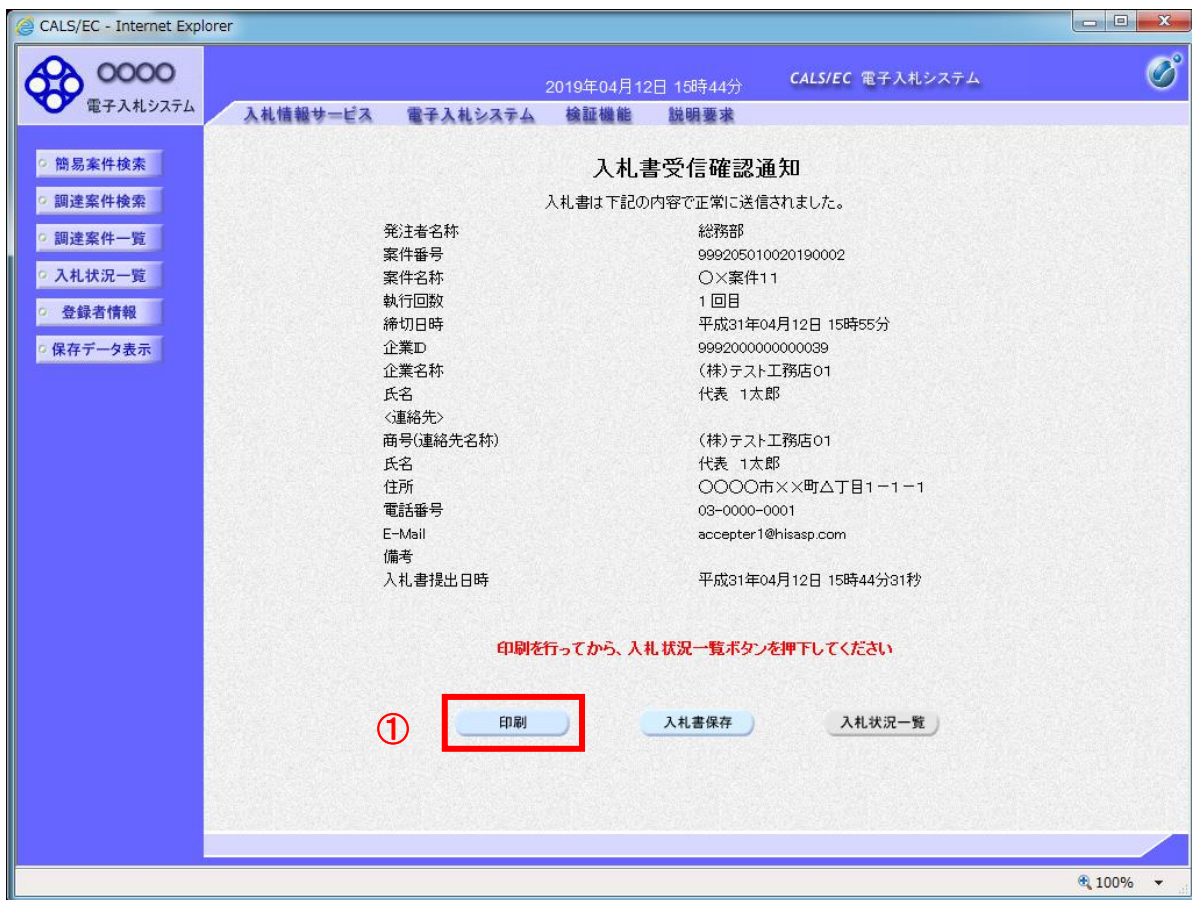 CALS/EC - Internet Explorer
〇〇〇〇
電子入札システム
2019年04月12日 15時44分
CALS/EC 電子入札システム
入札情報サービス 電子入札システム 検証機能 説明要求
簡易案件検索
調達案件検索
調達案件一覧
入札状況一覧
登録者情報
保存データ表示
入札書受信確認通知
入札書は下記の内容で正常に送信されました。
発注者名称 総務部
案件番号 999205010020190002
案件名称 〇×案件11
執行回数 1回目
締切日時 平成31年04月12日 15時55分
企業ID 9992000000000039
企業名称 (株)テスト工務店01
氏名 代表 1太郎
<連絡先>
商号(連絡先名称) (株)テスト工務店01
氏名 代表 1太郎
住所 〇〇〇〇市××町△丁目1-1-1
電話番号 03-0000-0001
E-Mail accepter1@hisasp.com
備考
入札書提出日時 平成31年04月12日 15時44分31秒
印刷を行ってから、入札状況一覧ボタンを押下してください
① 印刷 入札書保存 入札状況一覧
100%